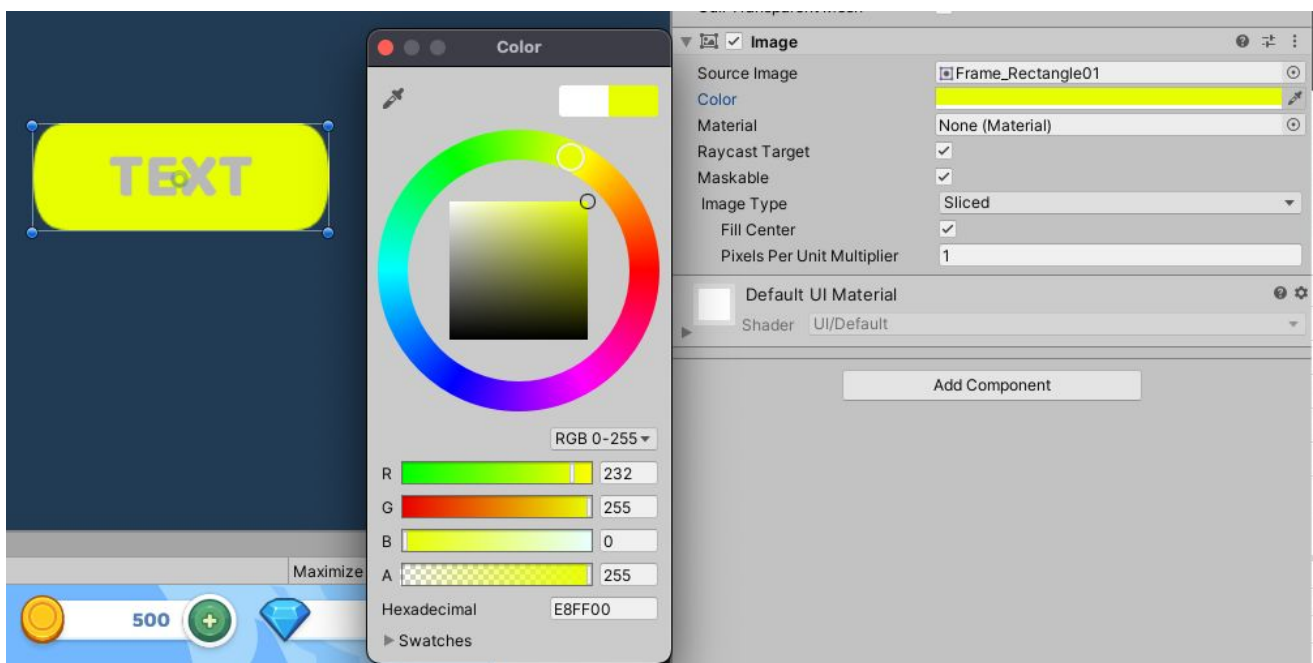 TEXT
Maximize
500
Color
RGB 0-255
R 232
G 255
B 0
A 255
Hexadecimal E8FF00
Swatches
Image
Source Image Frame_Rectangle01
Color
Material None (Material)
Raycast Target
Maskable
Image Type Sliced
Fill Center
Pixels Per Unit Multiplier 1
Default UI Material
Shader UI/Default
Add Component